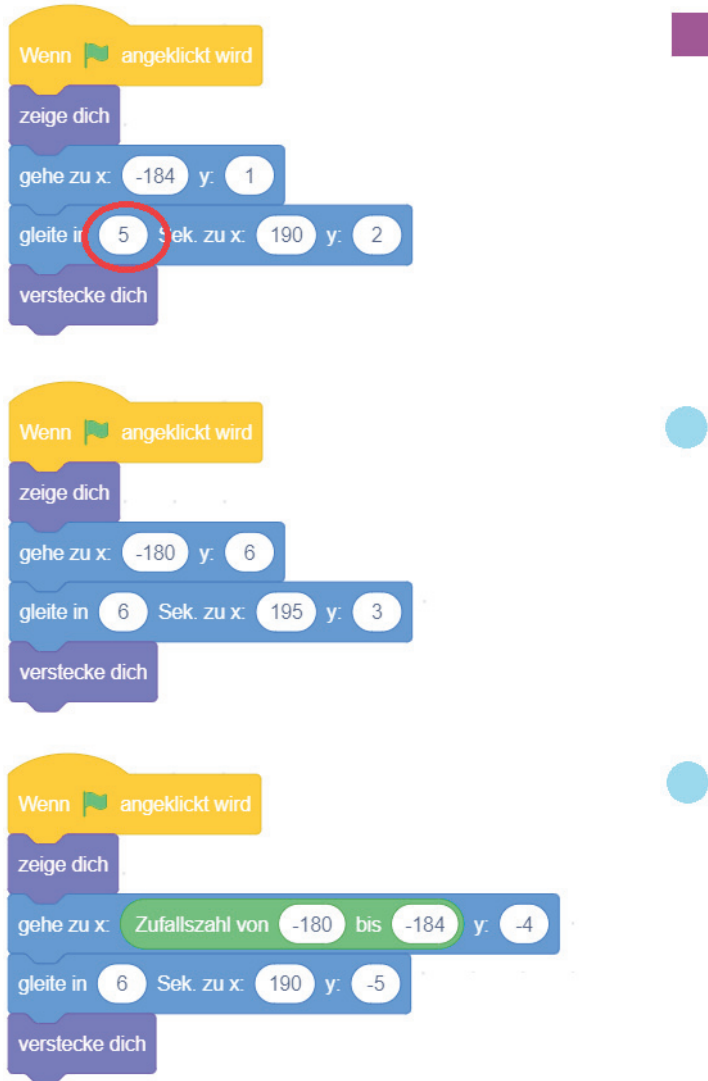 Wenn angeklickt wird
zeige dich
gehe zu x: -184 y: 1
gleite in 5 Sek. zu x: 190 y: 2
verstecke dich
Wenn angeklickt wird
zeige dich
gehe zu x: -180 y: 6
gleite in 6 Sek. zu x: 195 y: 3
verstecke dich
Wenn angeklickt wird
zeige dich
gehe zu x: Zufallszahl von -180 bis -184 y: -4
gleite in 6 Sek. zu x: 190 y: -5
verstecke dich